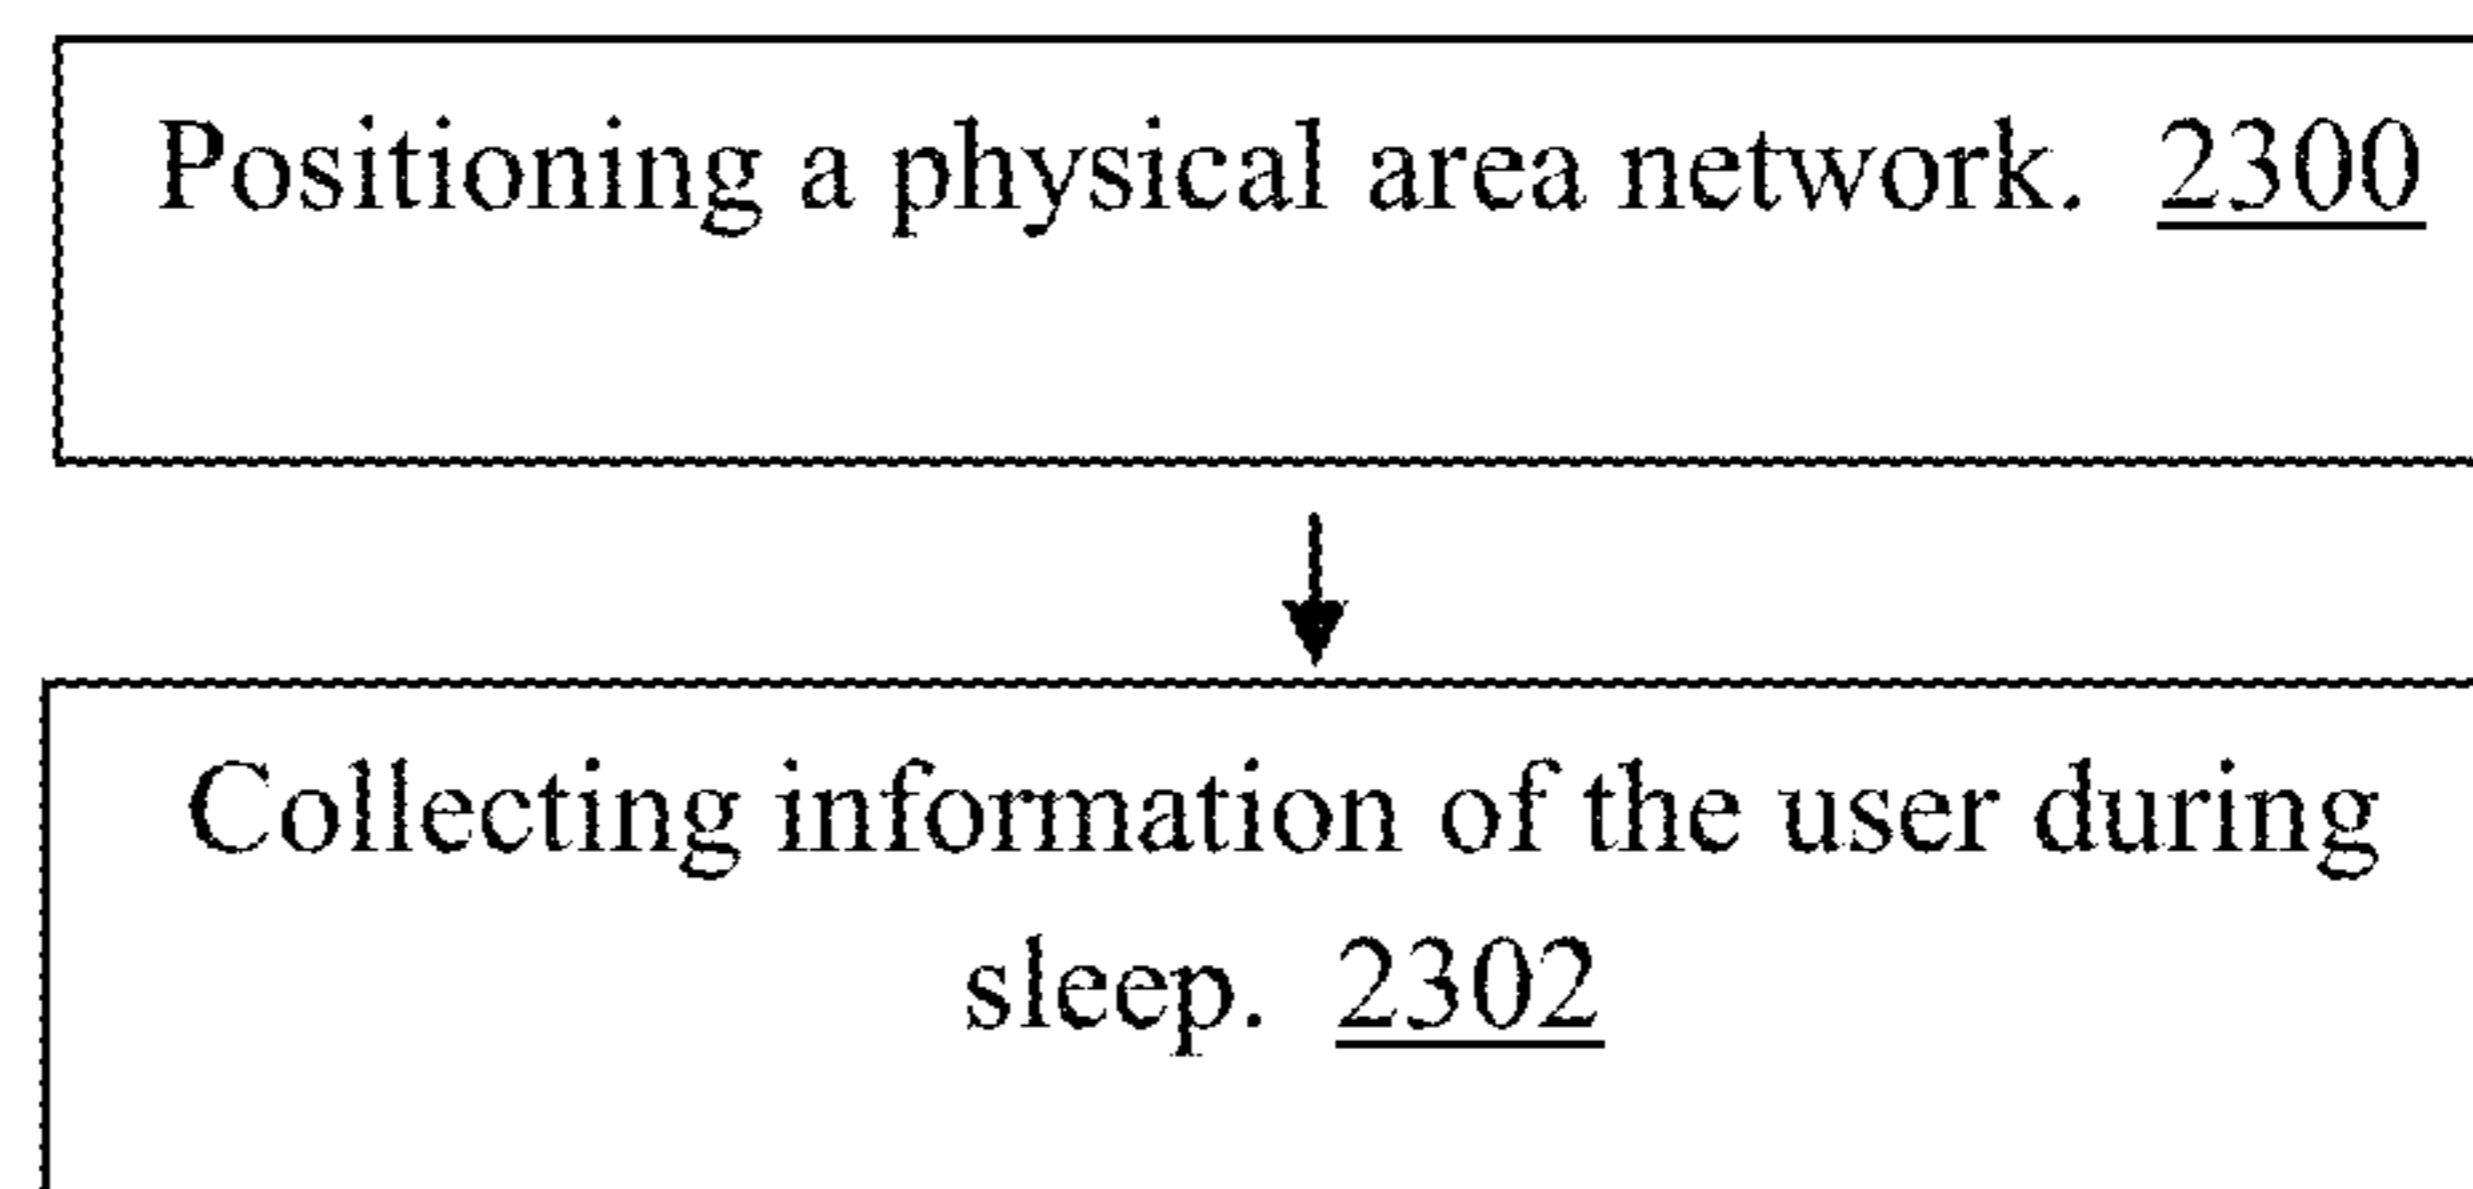 Positioning a physical area network. 2300
Collecting information of the user during
sleep. 2302